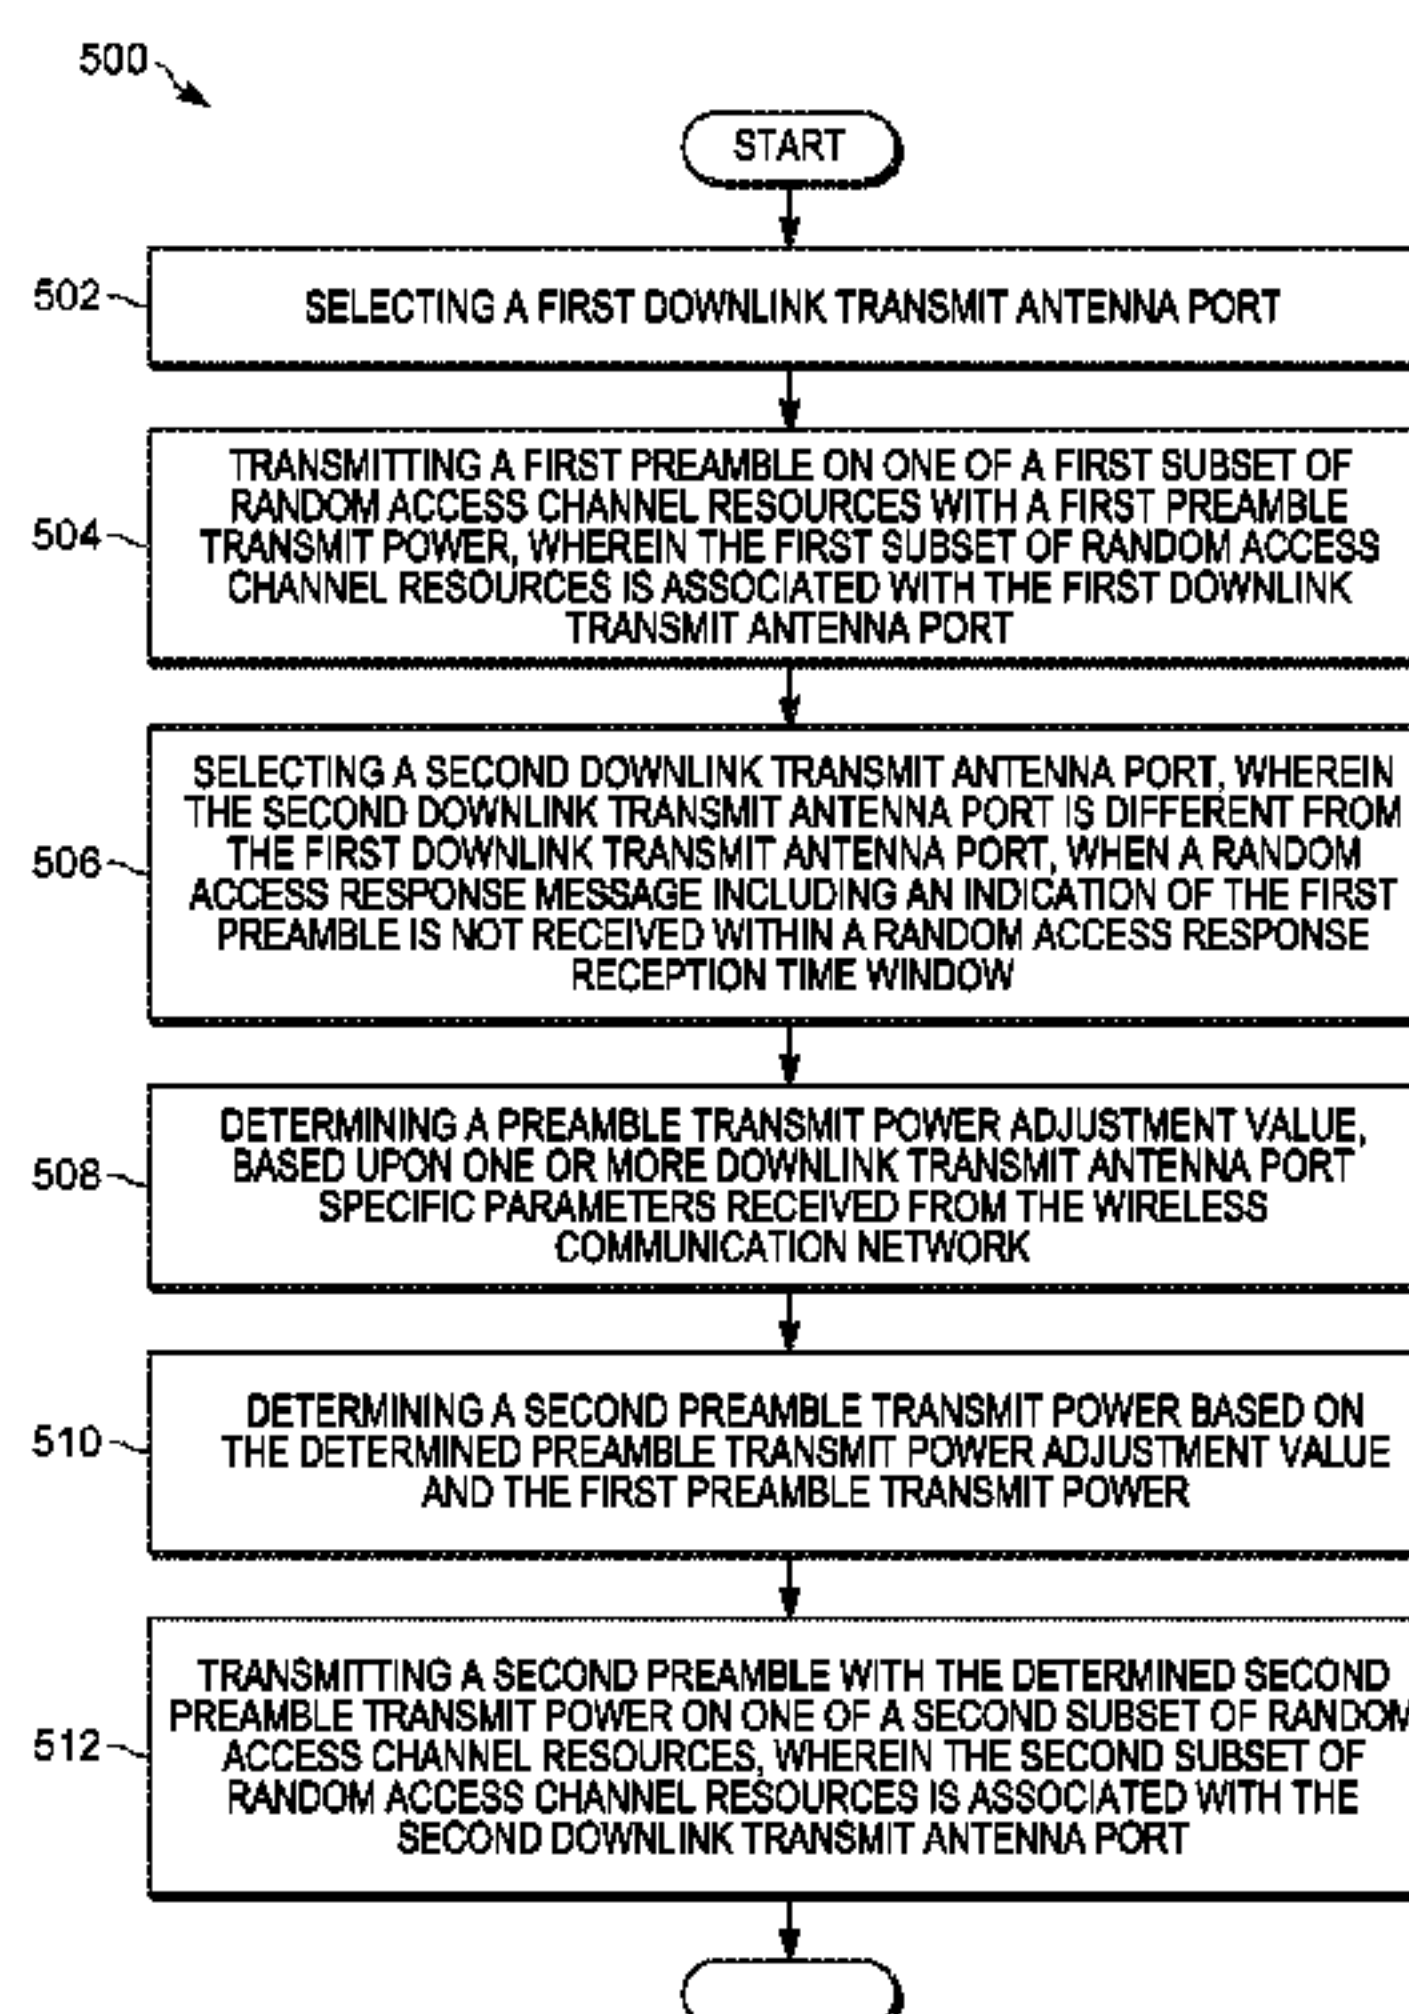 500
START
502
SELECTING A FIRST DOWNLINK TRANSMIT ANTENNA PORT
504
TRANSMITTING A FIRST PREAMBLE ON ONE OF A FIRST SUBSET OF
RANDOM ACCESS CHANNEL RESOURCES WITH A FIRST PREAMBLE
TRANSMIT POWER, WHEREIN THE FIRST SUBSET OF RANDOM ACCESS
CHANNEL RESOURCES IS ASSOCIATED WITH THE FIRST DOWNLINK
TRANSMIT ANTENNA PORT
506
SELECTING A SECOND DOWNLINK TRANSMIT ANTENNA PORT, WHEREIN
THE SECOND DOWNLINK TRANSMIT ANTENNA PORT IS DIFFERENT FROM
THE FIRST DOWNLINK TRANSMIT ANTENNA PORT, WHEN A RANDOM
ACCESS RESPONSE MESSAGE INCLUDING AN INDICATION OF THE FIRST
PREAMBLE IS NOT RECEIVED WITHIN A RANDOM ACCESS RESPONSE
RECEPTION TIME WINDOW
508
DETERMINING A PREAMBLE TRANSMIT POWER ADJUSTMENT VALUE,
BASED UPON ONE OR MORE DOWNLINK TRANSMIT ANTENNA PORT
SPECIFIC PARAMETERS RECEIVED FROM THE WIRELESS
COMMUNICATION NETWORK
510
DETERMINING A SECOND PREAMBLE TRANSMIT POWER BASED ON
THE DETERMINED PREAMBLE TRANSMIT POWER ADJUSTMENT VALUE
AND THE FIRST PREAMBLE TRANSMIT POWER
512
TRANSMITTING A SECOND PREAMBLE WITH THE DETERMINED SECOND
PREAMBLE TRANSMIT POWER ON ONE OF A SECOND SUBSET OF RANDOM
ACCESS CHANNEL RESOURCES, WHEREIN THE SECOND SUBSET OF
RANDOM ACCESS CHANNEL RESOURCES IS ASSOCIATED WITH THE
SECOND DOWNLINK TRANSMIT ANTENNA PORT